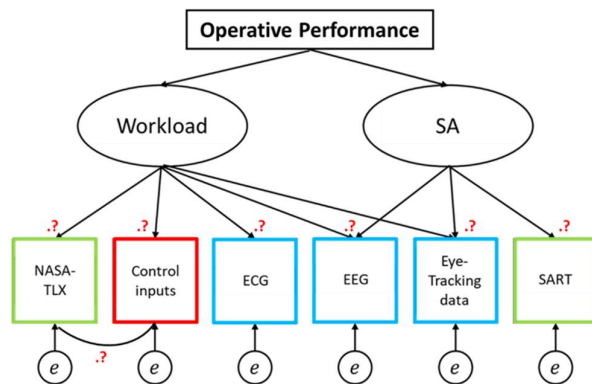 Operative Performance
Workload
SA
.?
.?
.?
.?
.?
.?
NASA-
TLX
Control
inputs
ECG
EEG
Eye-
Tracking
data
SART
.?
e
e
e
e
e
e